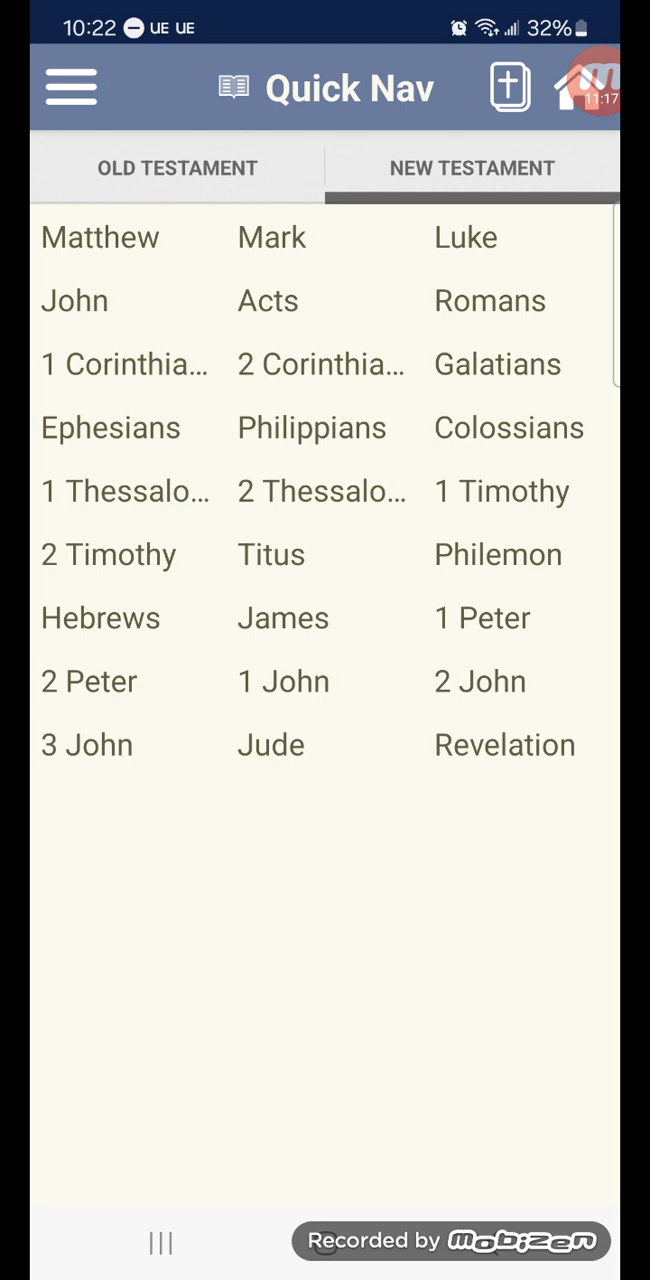 10:22 UE UE 32%
Quick Nav
11:17
OLD TESTAMENT NEW TESTAMENT
Matthew Mark Luke
John Acts Romans
1 Corinthia... 2 Corinthia... Galatians
Ephesians Philippians Colossians
1 Thessalo... 2 Thessalo... 1 Timothy
2 Timothy Titus Philemon
Hebrews James 1 Peter
2 Peter 1 John 2 John
3 John Jude Revelation
Recorded by mobizen